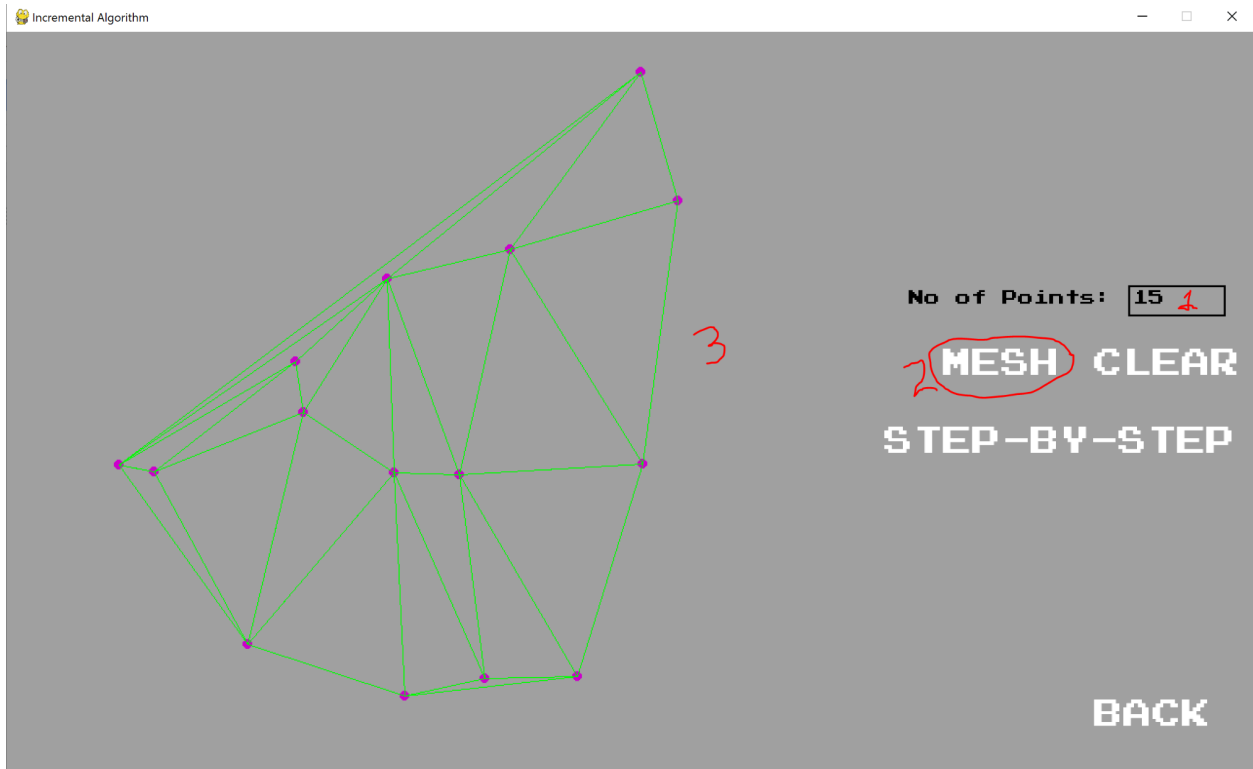 Incremental Algorithm
No of Points: 15 1
2 MESH CLEAR
3
STEP-BY-STEP
BACK